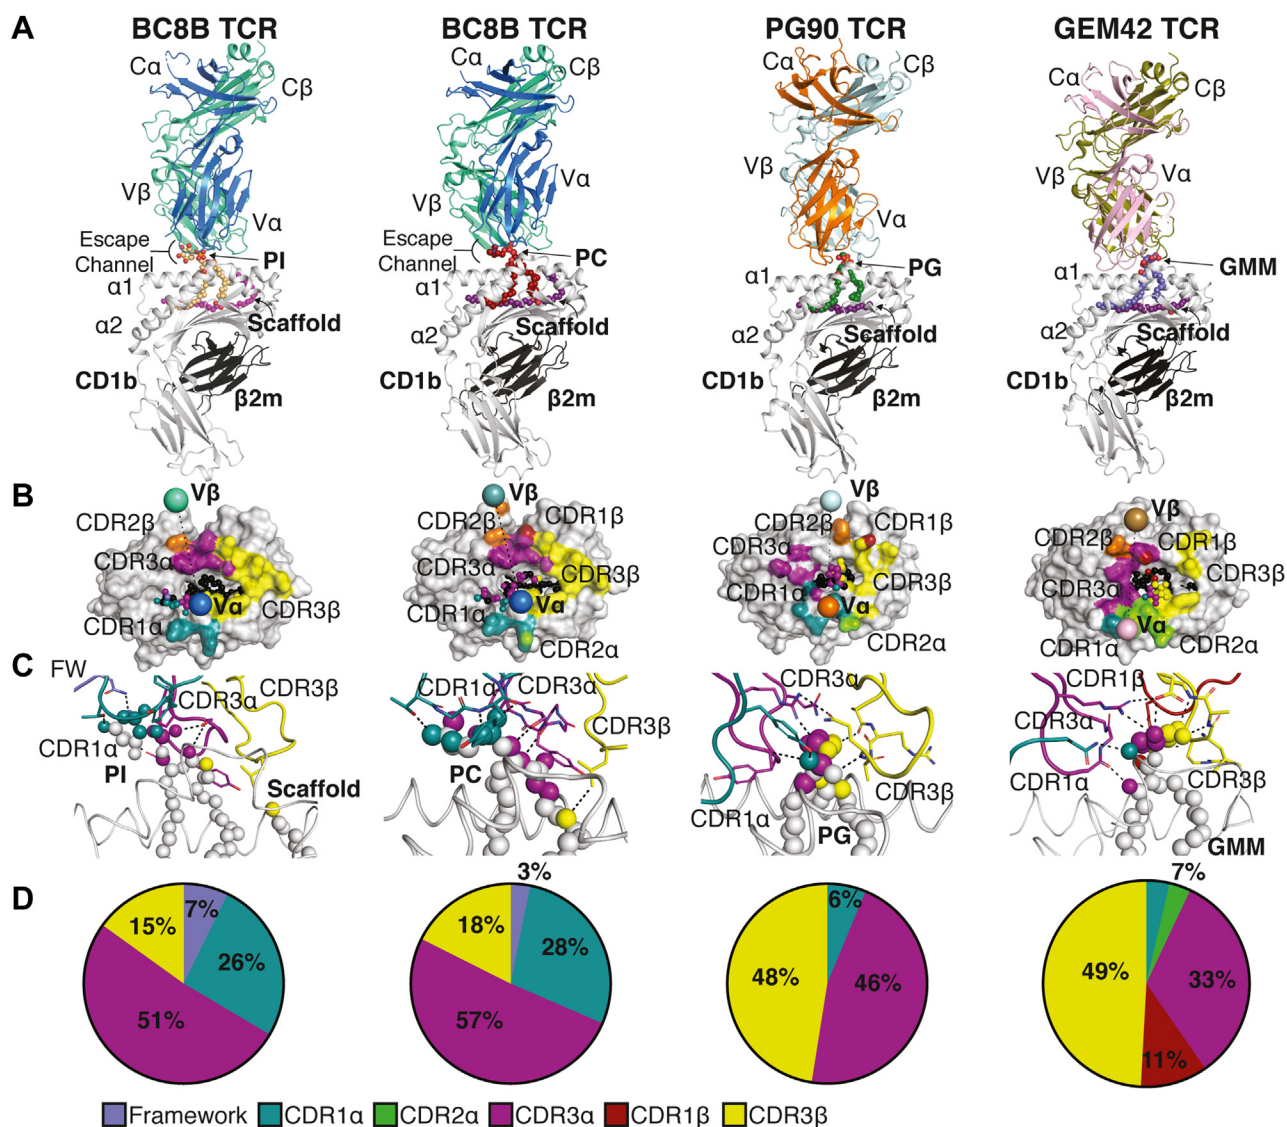 A
BC8B TCR
BC8B TCR
PG90 TCR
GEM42 TCR
Cα
Cβ
Cα
Cβ
Cα
Cβ
Cα
Cβ
Vβ
Vα
Vβ
Vα
Vβ
Vα
Vβ
Vα
Escape
Channel
PI
Escape
Channel
PC
PG
GMM
α1
α1
α1
α1
Scaffold
Scaffold
Scaffold
Scaffold
α2
α2
α2
α2
CD1b
β2m
CD1b
β2m
CD1b
β2m
CD1b
β2m
B
Vβ
CDR2β
CDR3α
CDR1α
Vα
CDR3β
Vβ
CDR2β
CDR1β
CDR3α
CDR3β
CDR1α
Vα
CDR2α
Vβ
CDR2β
CDR1β
CDR3α
CDR3β
CDR1α
Vα
CDR2α
Vβ
CDR2β
CDR1β
CDR3α
CDR3β
Vα
CDR1α
CDR2α
C
FW
CDR3α
CDR3β
CDR1α
PI
Scaffold
CDR1α
CDR3α
CDR3β
PC
CDR3α
CDR3β
CDR1α
PG
CDR1β
CDR3α
CDR1α
CDR3β
GMM
D
7%
15%
26%
51%
3%
18%
28%
57%
6%
48%
46%
7%
49%
33%
11%
Framework CDR1α CDR2α CDR3α CDR1β CDR3β